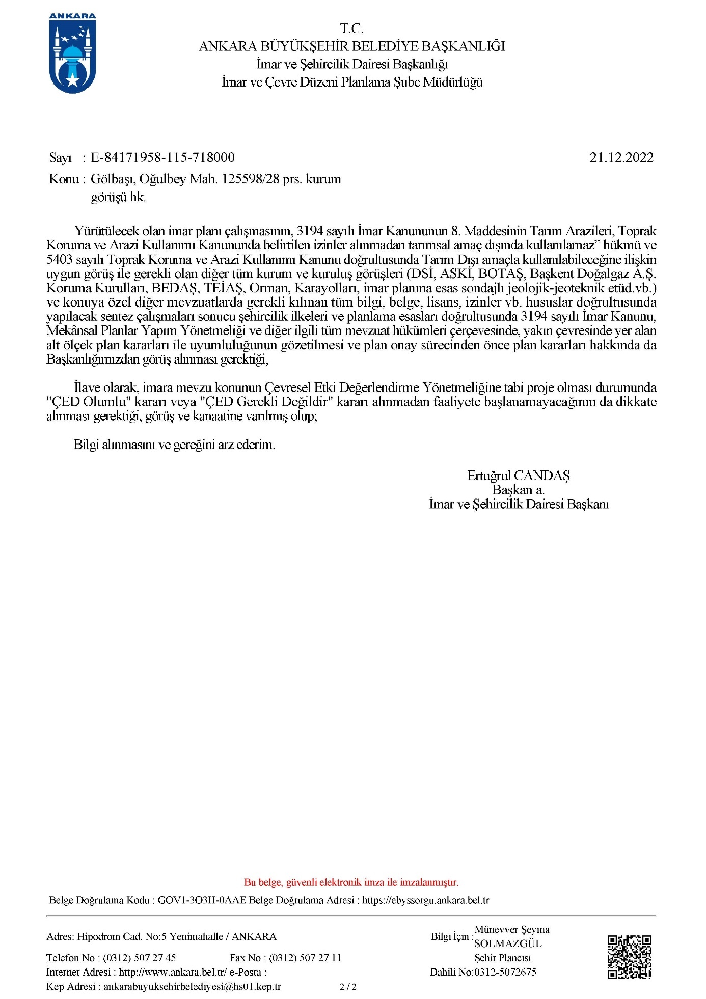 ANKARA
T.C.
ANKARA BÜYÜKŞEHİR BELEDİYE BAŞKANLIĞI
İmar ve Şehircilik Dairesi Başkanlığı
İmar ve Çevre Düzeni Planlama Şube Müdürlüğü
Sayı : E-84171958-115-718000 21.12.2022
Konu : Gölbaşı, Oğulbey Mah. 125598/28 prs. kurum
görüşü hk.
Yürütülecek olan imar planı çalışmasının, 3194 sayılı İmar Kanununun 8. Maddesinin Tarım Arazileri, Toprak
Koruma ve Arazi Kullanımı Kanununda belirtilen izinler alınmadan tarımsal amaç dışında kullanılamaz” hükmü ve
5403 sayılı Toprak Koruma ve Arazi Kullanımı Kanunu doğrultusunda Tarım Dışı amaçla kullanılabileceğine ilişkin
uygun görüş ile gerekli olan diğer tüm kurum ve kuruluş görüşleri (DSİ, ASKİ, BOTAŞ, Başkent Doğalgaz A.Ş.
Koruma Kurulları, BEDAŞ, TEİAŞ, Orman, Karayolları, imar planına esas sondajlı jeolojik-jeoteknik etüd.vb.)
ve konuya özel diğer mevzuatlarda gerekli kılınan tüm bilgi, belge, lisans, izinler vb. hususlar doğrultusunda
yapılacak sentez çalışmaları sonucu şehircilik ilkeleri ve planlama esasları doğrultusunda 3194 sayılı İmar Kanunu,
Mekânsal Planlar Yapım Yönetmeliği ve diğer ilgili tüm mevzuat hükümleri çerçevesinde, yakın çevresinde yer alan
alt ölçek plan kararları ile uyumluluğunun gözetilmesi ve plan onay sürecinden önce plan kararları hakkında da
Başkanlığımızdan görüş alınması gerektiği,
İlave olarak, imara mevzu konunun Çevresel Etki Değerlendirme Yönetmeliğine tabi proje olması durumunda
"ÇED Olumlu" kararı veya "ÇED Gerekli Değildir" kararı alınmadan faaliyete başlanamayacağının da dikkate
alınması gerektiği, görüş ve kanaatine varılmış olup;
Bilgi alınmasını ve gereğini arz ederim.
Ertuğrul CANDAŞ
Başkan a.
İmar ve Şehircilik Dairesi Başkanı
Bu belge, güvenli elektronik imza ile imzalanmıştır.
Belge Doğrulama Kodu : GOV1-3O3H-0AAE Belge Doğrulama Adresi : https://ebyssorgu.ankara.bel.tr
Adres: Hipodrom Cad. No:5 Yenimahalle / ANKARA
Telefon No : (0312) 507 27 45 Fax No : (0312) 507 27 11
İnternet Adresi : http://www.ankara.bel.tr/ e-Posta :
Kep Adresi : ankarabuyuksehirbelediyesi@hs01.kep.tr
2 / 2
Bilgi İçin : Münevver Şeyma
SOLMAZGÜL
Şehir Plancısı
Dahili No:0312-5072675